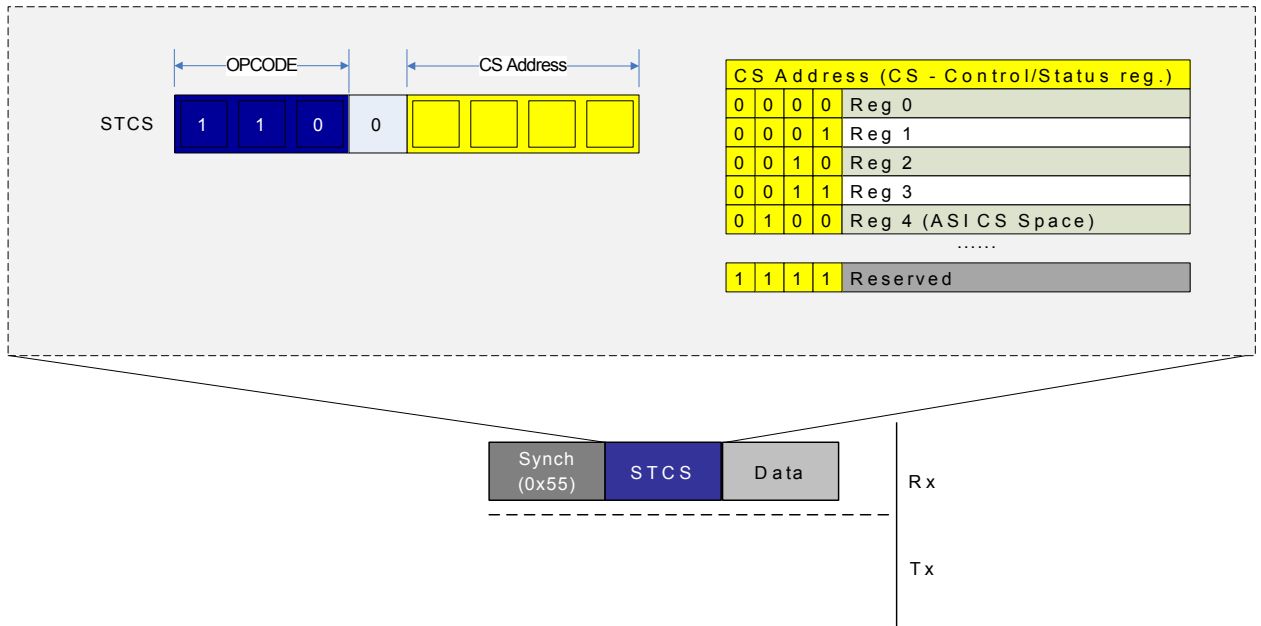 OPCODE CS Address
STCS 1 1 0 0
CS Address (CS - Control/Status reg.)
0 0 0 0 Reg 0
0 0 0 1 Reg 1
0 0 1 0 Reg 2
0 0 1 1 Reg 3
0 1 0 0 Reg 4 (ASI CS Space)
......
1 1 1 1 Reserved
Synch
(0x55)
STCS
Data
Rx
Tx